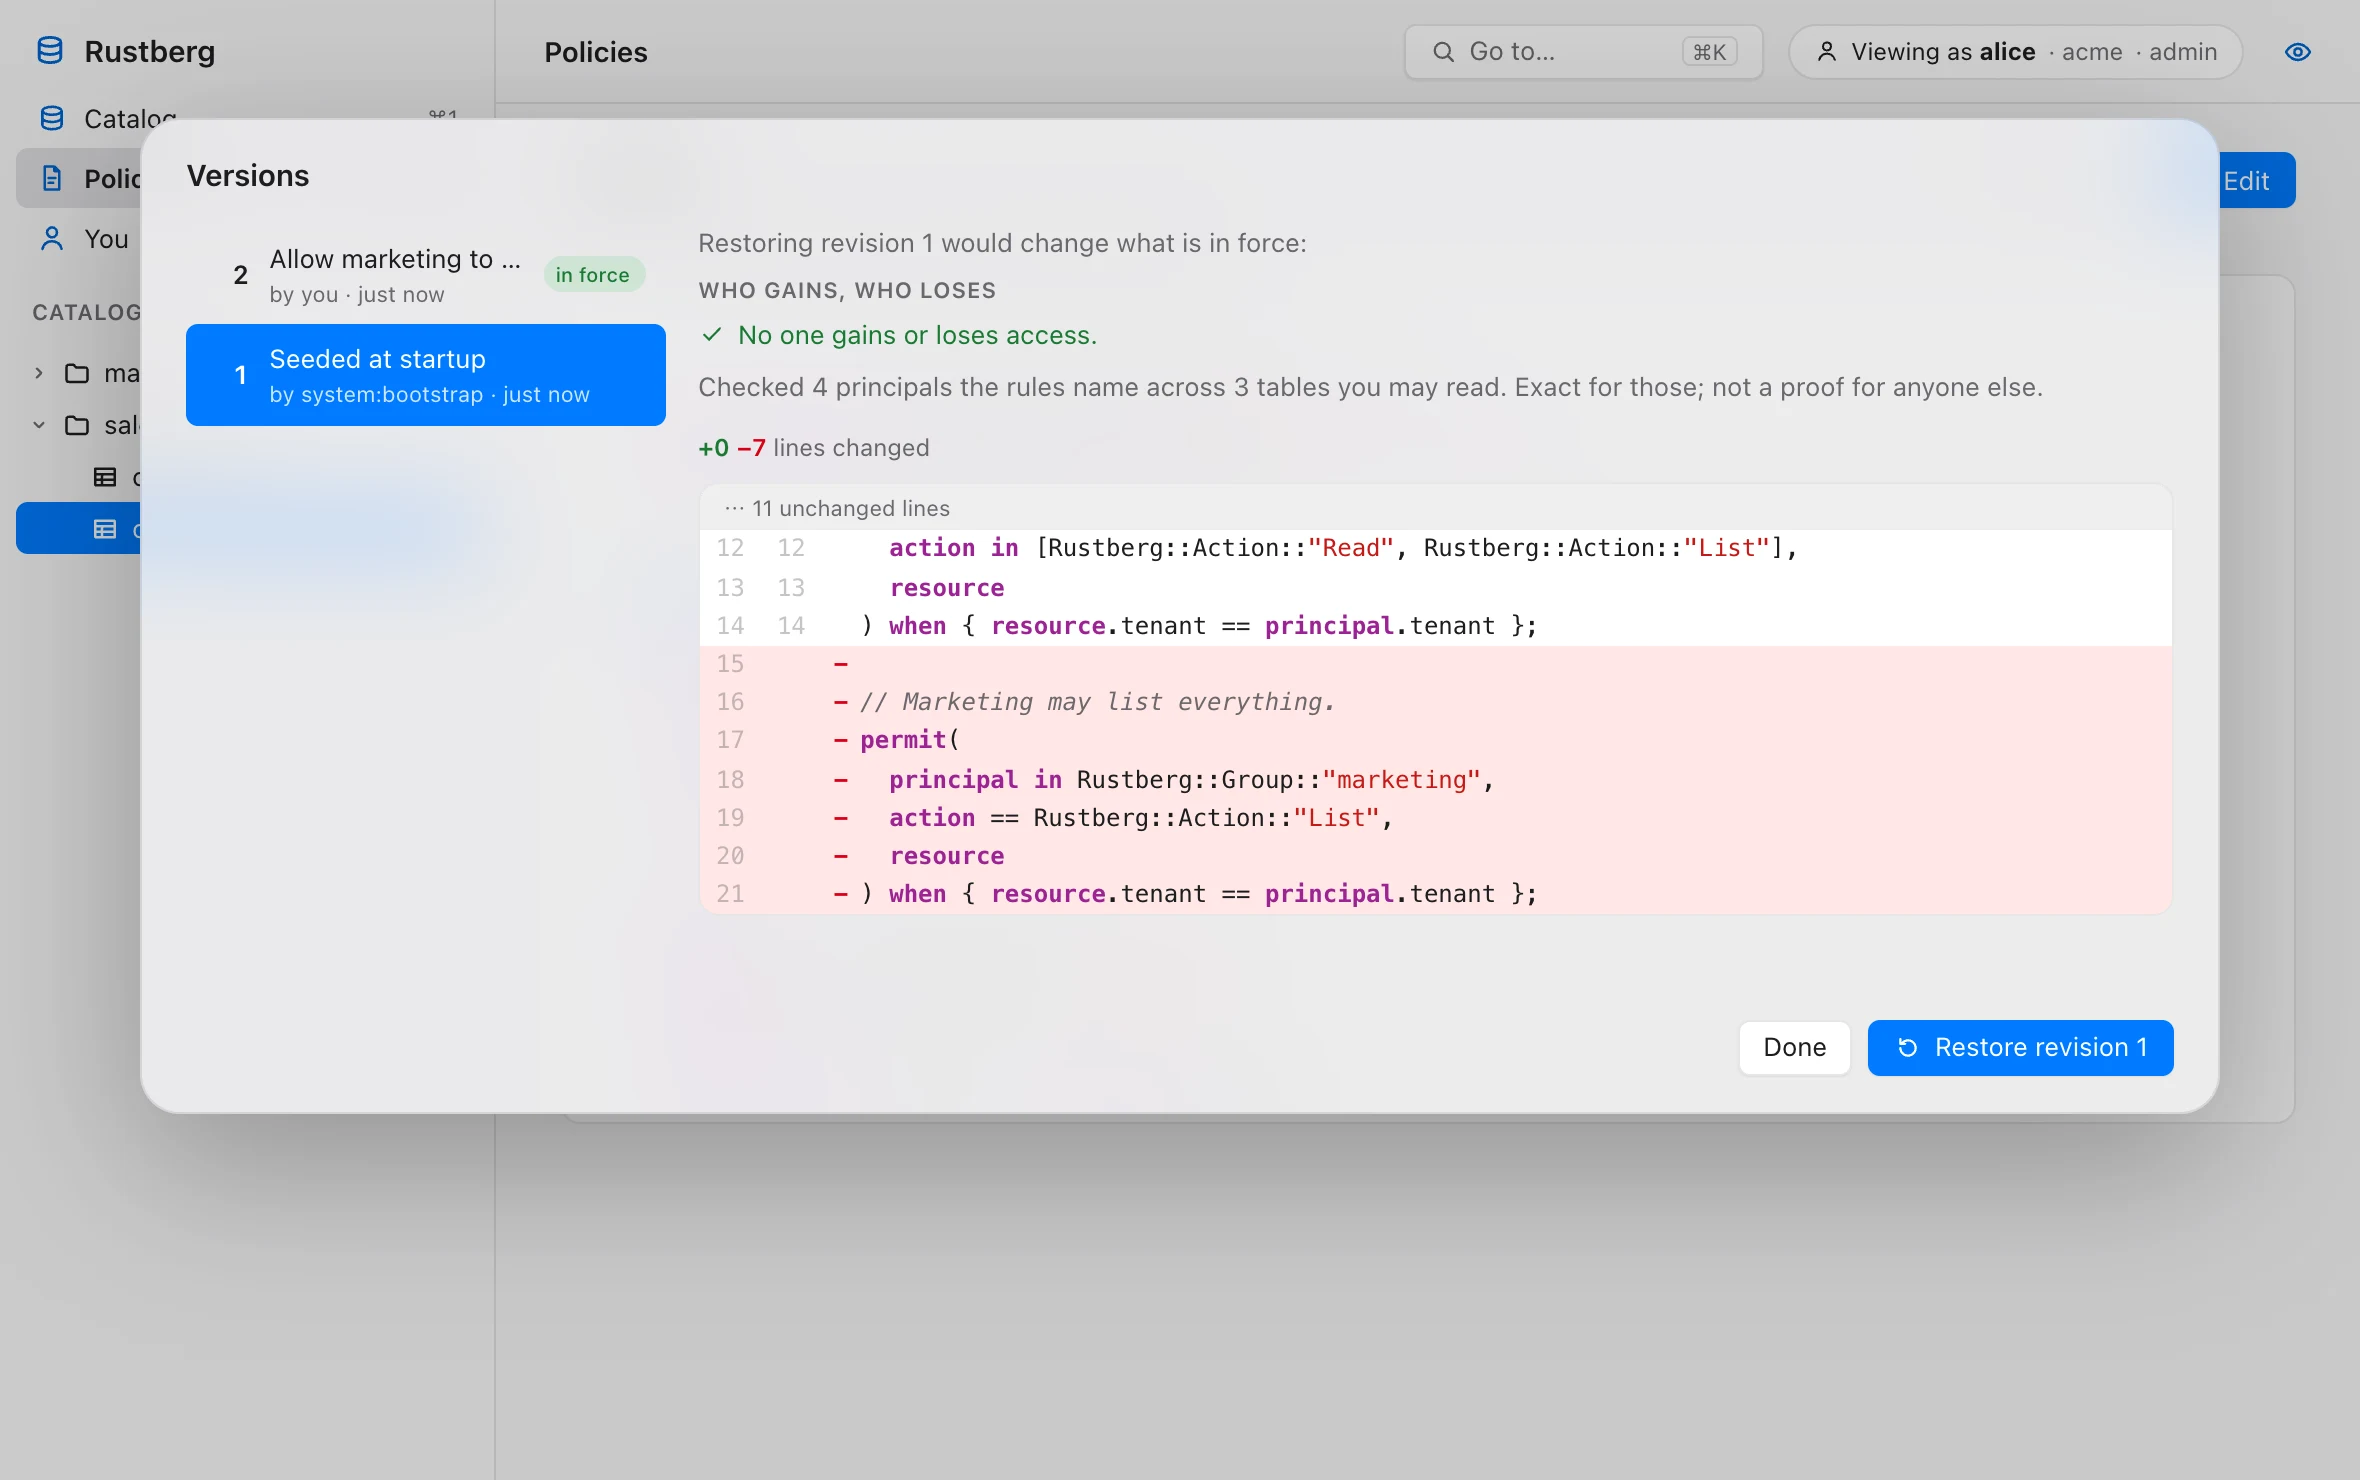 Rustberg
Policies
Go to...
⌘K
Viewing as alice · acme · admin
Catalog
⌘1
Polic
You
Edit
CATALOG
ma
sal
Versions
2
Allow marketing to ...
by you · just now
in force
1
Seeded at startup
by system:bootstrap · just now
Restoring revision 1 would change what is in force:
WHO GAINS, WHO LOSES
No one gains or loses access.
Checked 4 principals the rules name across 3 tables you may read. Exact for those; not a proof for anyone else.
+0 −7 lines changed
··· 11 unchanged lines
12 12 action in [Rustberg::Action::"Read", Rustberg::Action::"List"],
13 13 resource
14 14 ) when { resource.tenant == principal.tenant };
15 −
16 − // Marketing may list everything.
17 − permit(
18 − principal in Rustberg::Group::"marketing",
19 − action == Rustberg::Action::"List",
20 − resource
21 − ) when { resource.tenant == principal.tenant };
Done
Restore revision 1